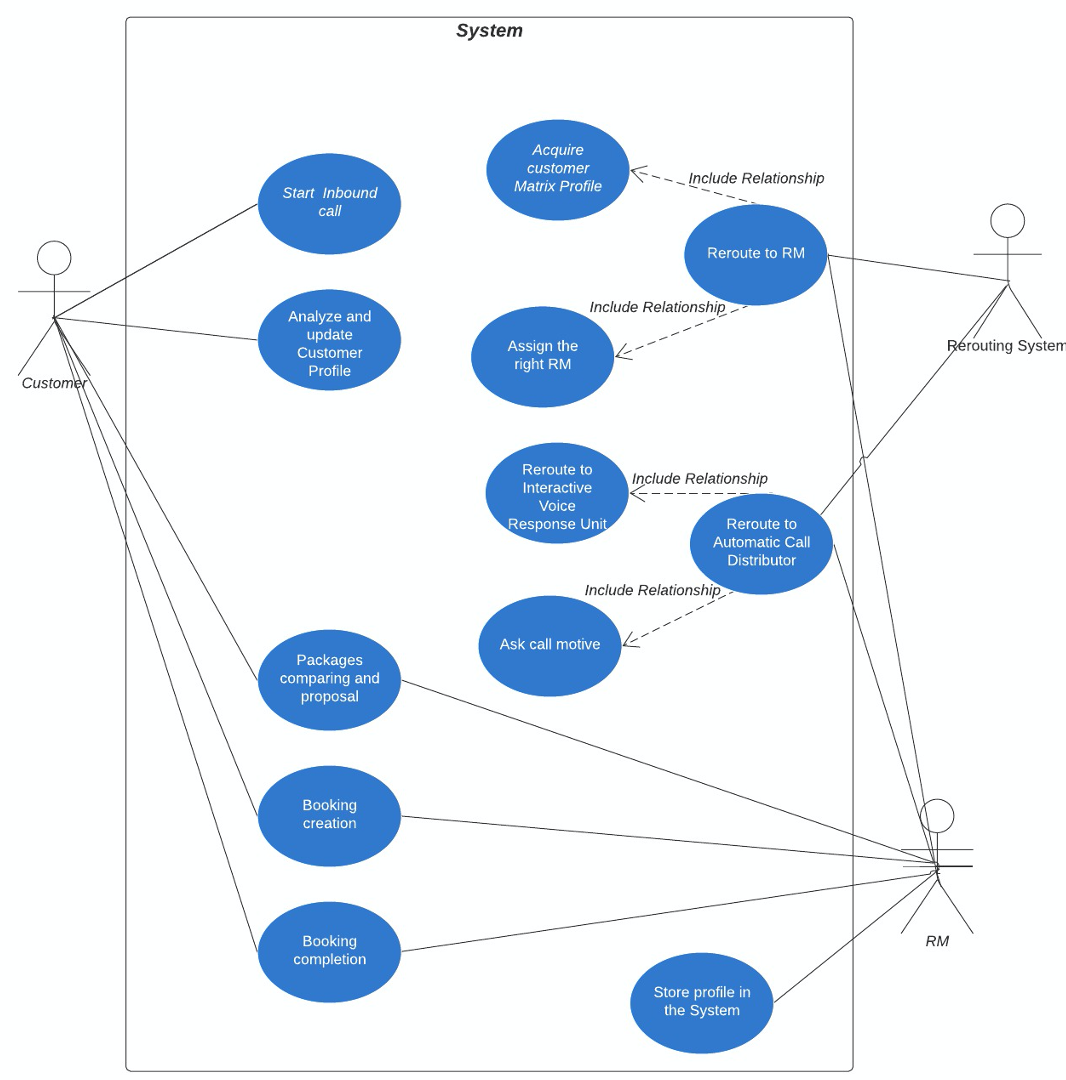 System
Acquire
customer
Matrix Profile
Include Relationship
Start  Inbound
call
Reroute to RM
Include Relationship
Analyze and
update
Customer
Profile
Assign the
right RM
Rerouting System
Customer
Reroute to
Interactive
Voice
Response Unit
Include Relationship
Reroute to
Automatic Call
Distributor
Include Relationship
Ask call motive
Packages
comparing and
proposal
Booking
creation
Booking
completion
RM
Store profile in
the System